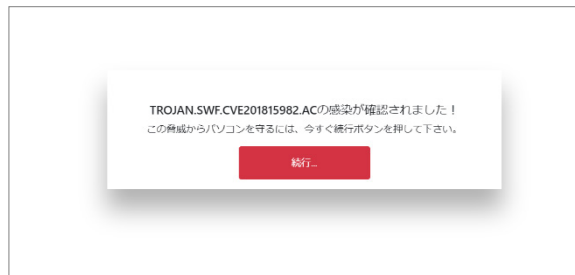 TROJAN.SWF.CVE201815982.ACの感染が確認されました！
この脅威からパソコンを守るには、今すぐ続行ボタンを押して下さい。
続行...